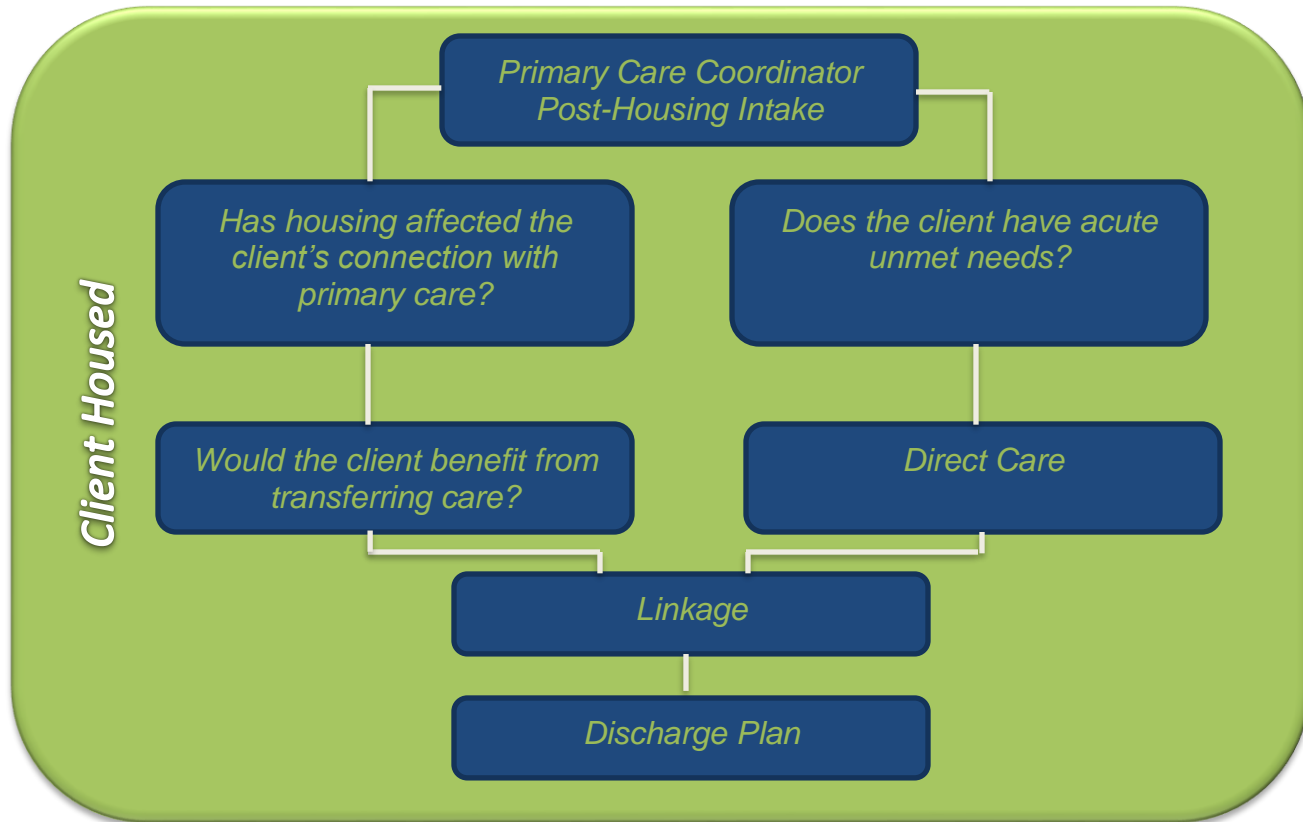 Client Housed
Primary Care Coordinator
Post-Housing Intake
Has housing affected the
client’s connection with
primary care?
Does the client have acute
unmet needs?
Would the client benefit from
transferring care?
Direct Care
Linkage
Discharge Plan